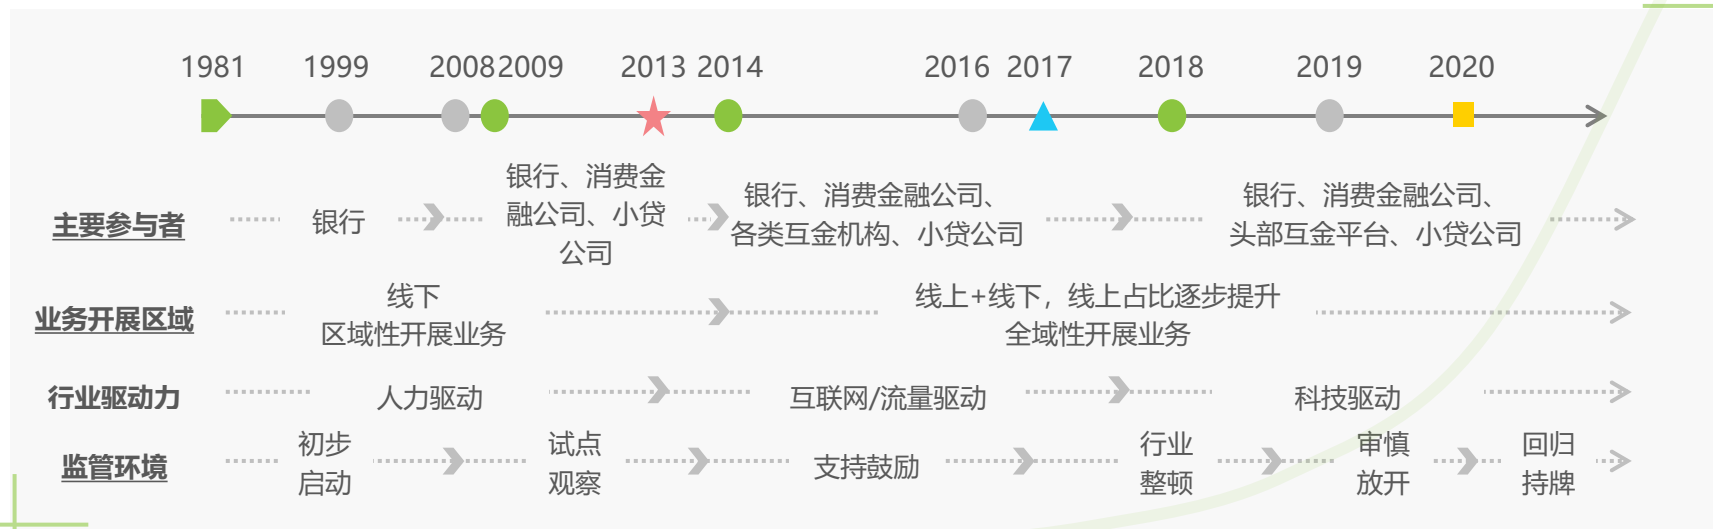 1981 1999 2008 2009 2013 2014 2016 2017 2018 2019 2020
主要参与者
银行
银行、消费金
融公司、小贷
公司
银行、消费金融公司、
各类互金机构、小贷公司
银行、消费金融公司、
头部互金平台、小贷公司
业务开展区域
线下
区域性开展业务
线上+线下，线上占比逐步提升
全域性开展业务
行业驱动力
人力驱动
互联网/流量驱动
科技驱动
监管环境
初步
启动
试点
观察
支持鼓励
行业
整顿
审慎
放开
回归
持牌